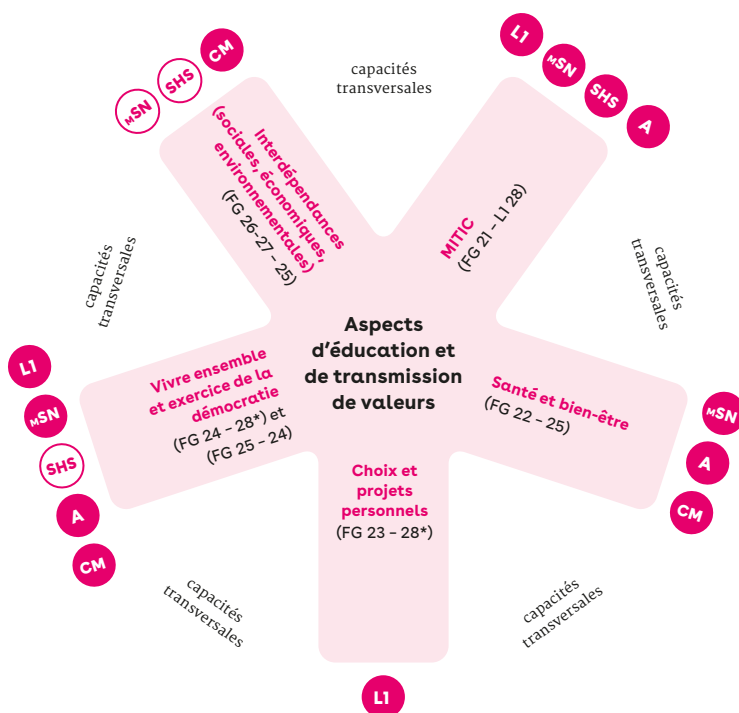 capacités
transversales
L1
MSN
SHS
A
MSN
SHS
CM
Interdépendances
(sociales, économiques,
environnementales)
(FG 26-27 – 25)
MITIC
(FG 21 – L1 28)
capacités
transversales
capacités
transversales
Aspects
d'éducation et
de transmission
de valeurs
L1
MSN
SHS
A
CM
Vivre ensemble
et exercice de la
démocratie
(FG 24 – 28*) et
(FG 25 – 24)
Santé et bien-être
(FG 22 – 25)
MSN
A
CM
Choix et
projets
personnels
(FG 23 – 28*)
capacités
transversales
capacités
transversales
L1